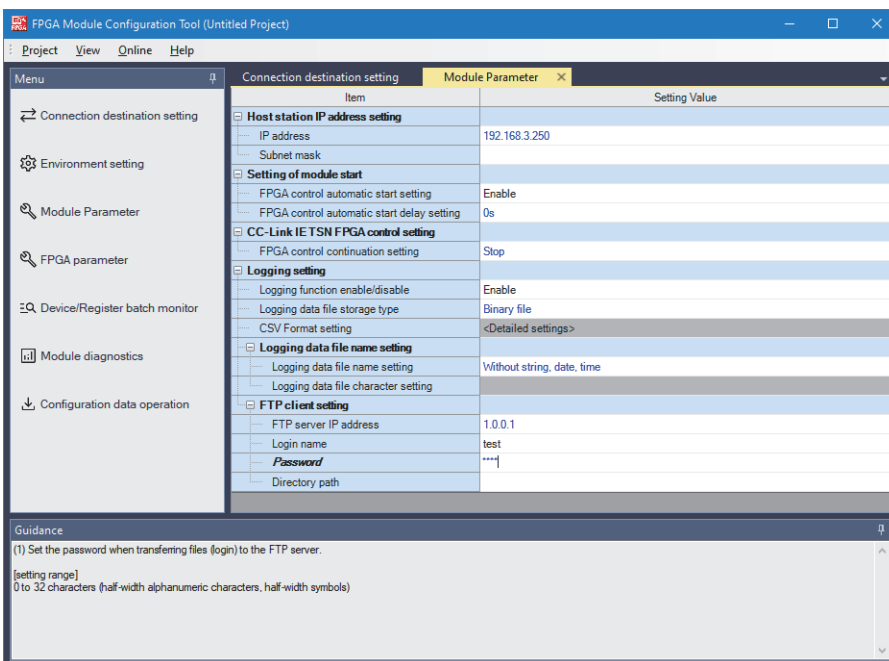 FPGA Module Configuration Tool (Untitled Project)
Project View Online Help
Menu
Connection destination setting
Environment setting
Module Parameter
FPGA parameter
Device/Register batch monitor
Module diagnostics
Configuration data operation
Connection destination setting Module Parameter
Item Setting Value
Host station IP address setting
IP address 192.168.3.250
Subnet mask
Setting of module start
FPGA control automatic start setting Enable
FPGA control automatic start delay setting 0s
CC-Link IE TSN FPGA control setting
FPGA control continuation setting Stop
Logging setting
Logging function enable/disable Enable
Logging data file storage type Binary file
CSV Format setting <Detailed settings>
Logging data file name setting
Logging data file name setting Without string, date, time
Logging data file character setting
FTP client setting
FTP server IP address 1.0.0.1
Login name test
Password ****
Directory path
Guidance
(1) Set the password when transferring files (login) to the FTP server.
[setting range]
0 to 32 characters (half-width alphanumeric characters, half-width symbols)